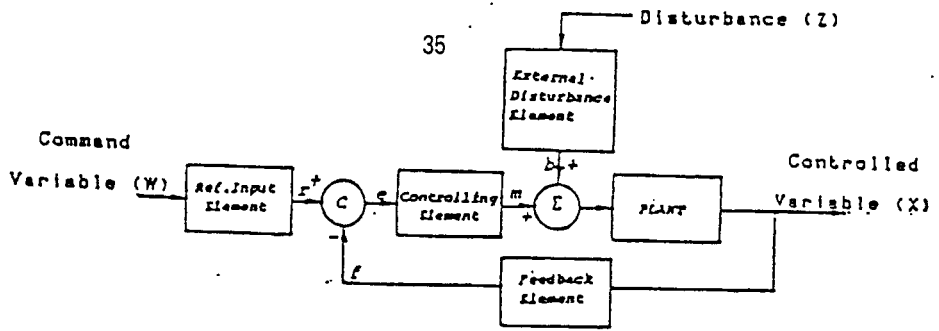 Disturbance (Z)
35
External-
Disturbance
Element
b + +
Command
Variable (W)
Ref.Input
Element
r +
C
-
e
Controlling
Element
m
+
Σ
PLANT
Controlled
Variable (X)
f
Feedback
Element